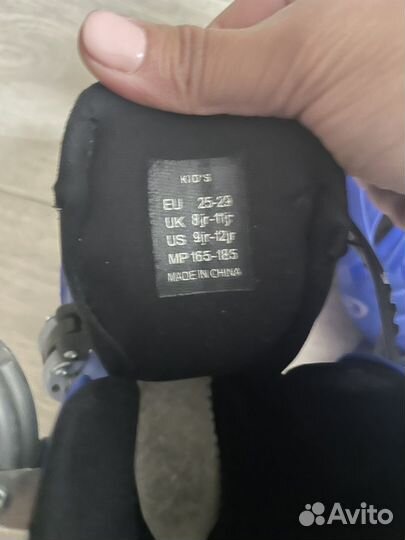 KID'S
EU 25-29
UK 8jr-11jr
US 9jr-12jr
MP 165-185
MADE IN CHINA
Avito